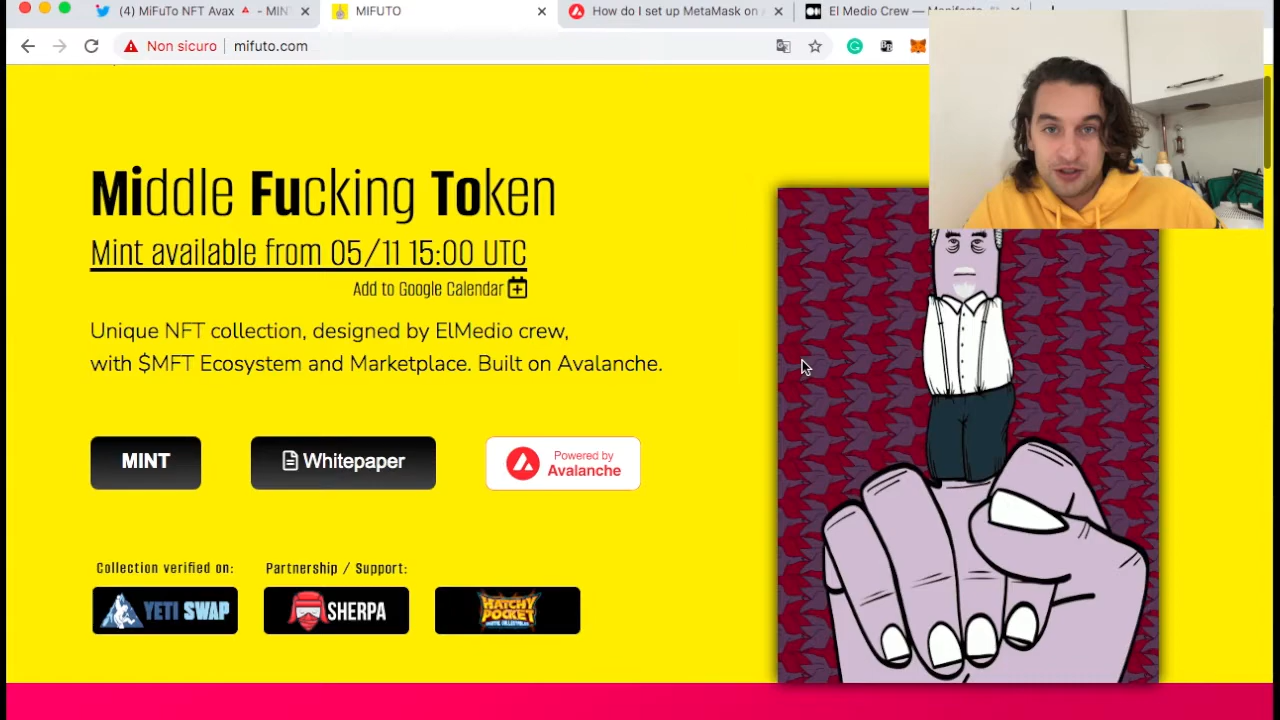 (4) MiFuTo NFT Avax 🔺 - MIN
MIFUTO
How do I set up MetaMask on
El Medio Crew — Manifesto
Non sicuro
mifuto.com
Middle Fucking Token
Mint available from 05/11 15:00 UTC
Add to Google Calendar
Unique NFT collection, designed by ElMedio crew,
with $MFT Ecosystem and Marketplace. Built on Avalanche.
MINT
Whitepaper
Powered by
Avalanche
Collection verified on:
Partnership / Support:
YETI SWAP
SHERPA
HATCHY
POCKET